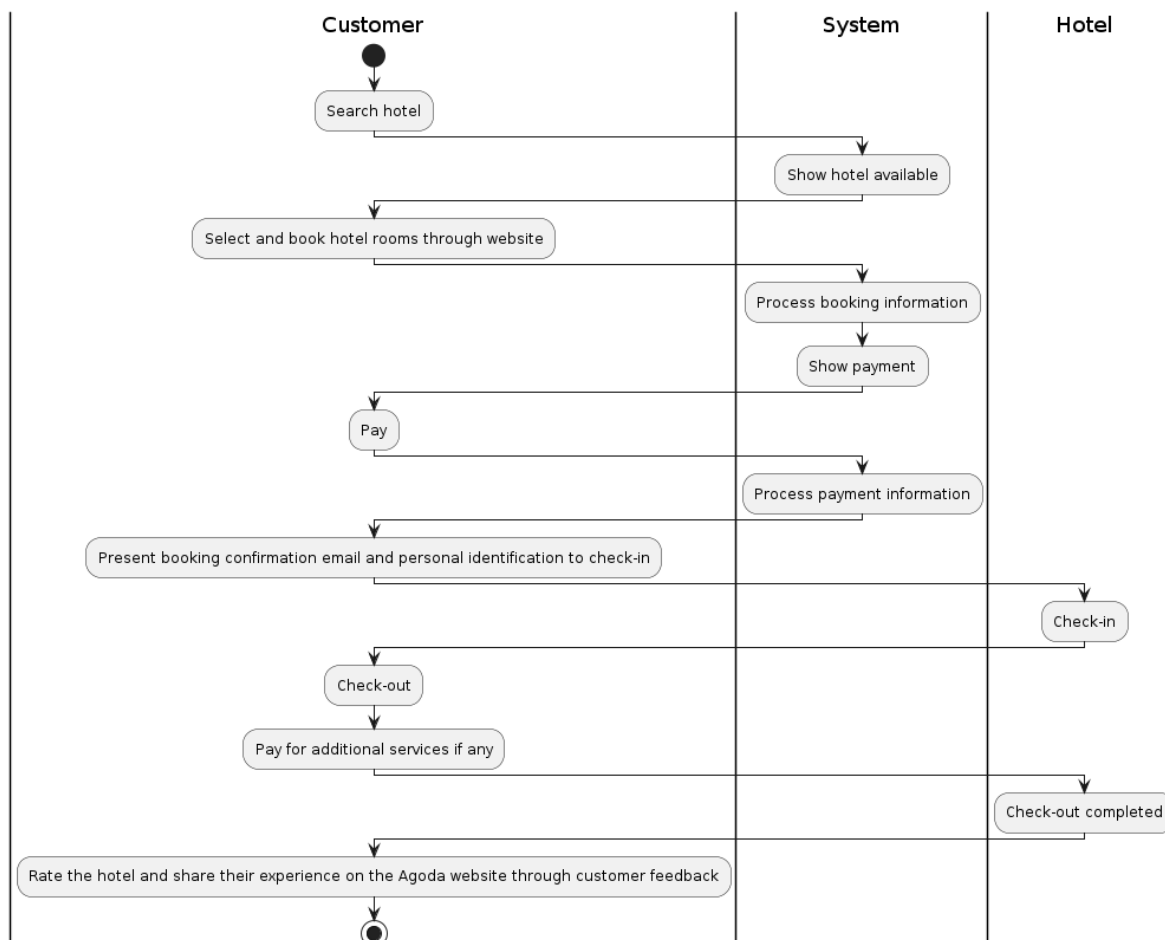 Customer
System
Hotel
Search hotel
Show hotel available
Select and book hotel rooms through website
Process booking information
Show payment
Pay
Process payment information
Present booking confirmation email and personal identification to check-in
Check-in
Check-out
Pay for additional services if any
Check-out completed
Rate the hotel and share their experience on the Agoda website through customer feedback